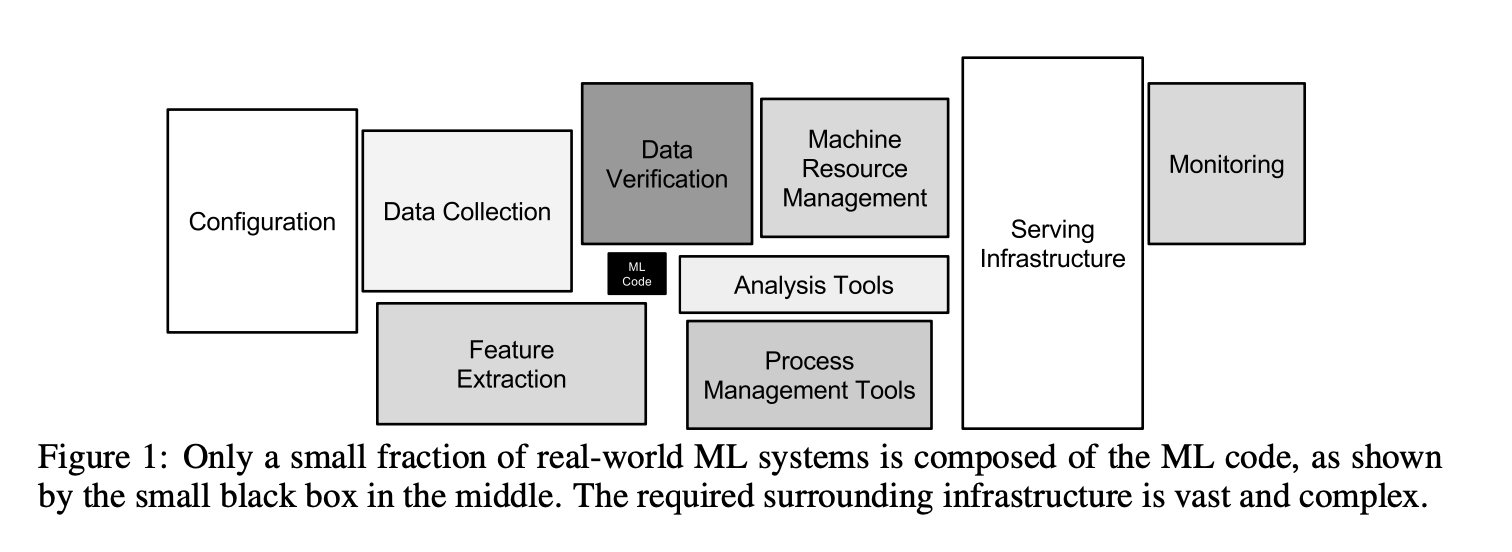 Configuration
Data Collection
Data
Verification
Machine
Resource
Management
ML
Code
Analysis Tools
Feature
Extraction
Process
Management Tools
Serving
Infrastructure
Monitoring
Figure 1: Only a small fraction of real-world ML systems is composed of the ML code, as shown
by the small black box in the middle. The required surrounding infrastructure is vast and complex.